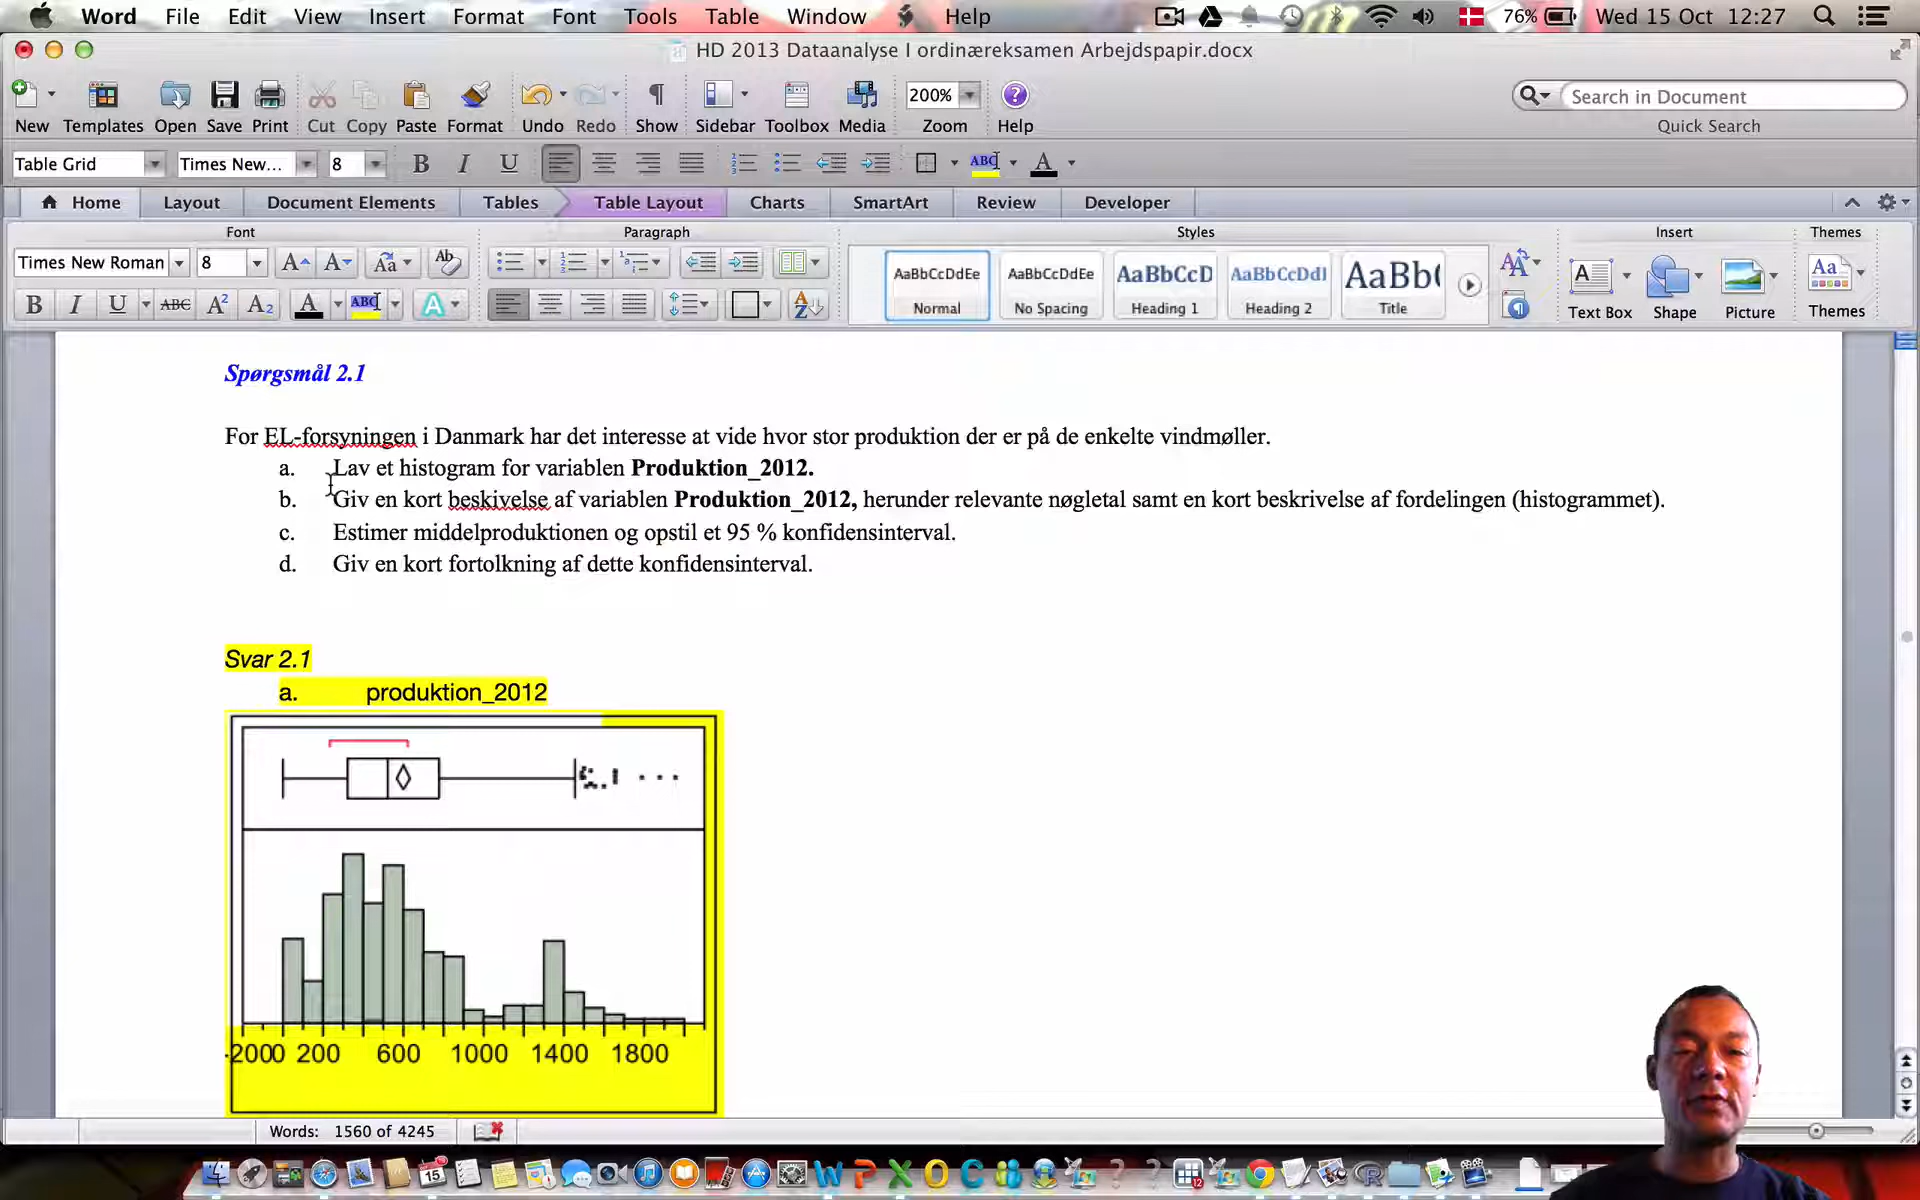 Word File Edit View Insert Format Font Tools Table Window Help 76% Wed 15 Oct 12:27
HD 2013 Dataanalyse I ordinæreksamen Arbejdspapir.docx
200% Search in Document
New Templates Open Save Print Cut Copy Paste Format Undo Redo Show Sidebar Toolbox Media Zoom Help Quick Search
Table Grid Times New... 8 B I U ABC A
Home Layout Document Elements Tables Table Layout Charts SmartArt Review Developer
Font Paragraph Styles Insert Themes
Times New Roman 8
AaBbCcDdEe AaBbCcDdEe AaBbCcD AaBbCcDdI AaBb(
Normal No Spacing Heading 1 Heading 2 Title
Text Box Shape Picture Themes
B I U ABC A² A₂ A ABC A
Spørgsmål 2.1
For EL-forsyningen i Danmark har det interesse at vide hvor stor produktion der er på de enkelte vindmøller.
a. Lav et histogram for variablen Produktion_2012.
b. Giv en kort beskivelse af variablen Produktion_2012, herunder relevante nøgletal samt en kort beskrivelse af fordelingen (histogrammet).
c. Estimer middelproduktionen og opstil et 95 % konfidensinterval.
d. Giv en kort fortolkning af dette konfidensinterval.
Svar 2.1
a. produktion_2012
-2000 200 600 1000 1400 1800
Words: 1560 of 4245